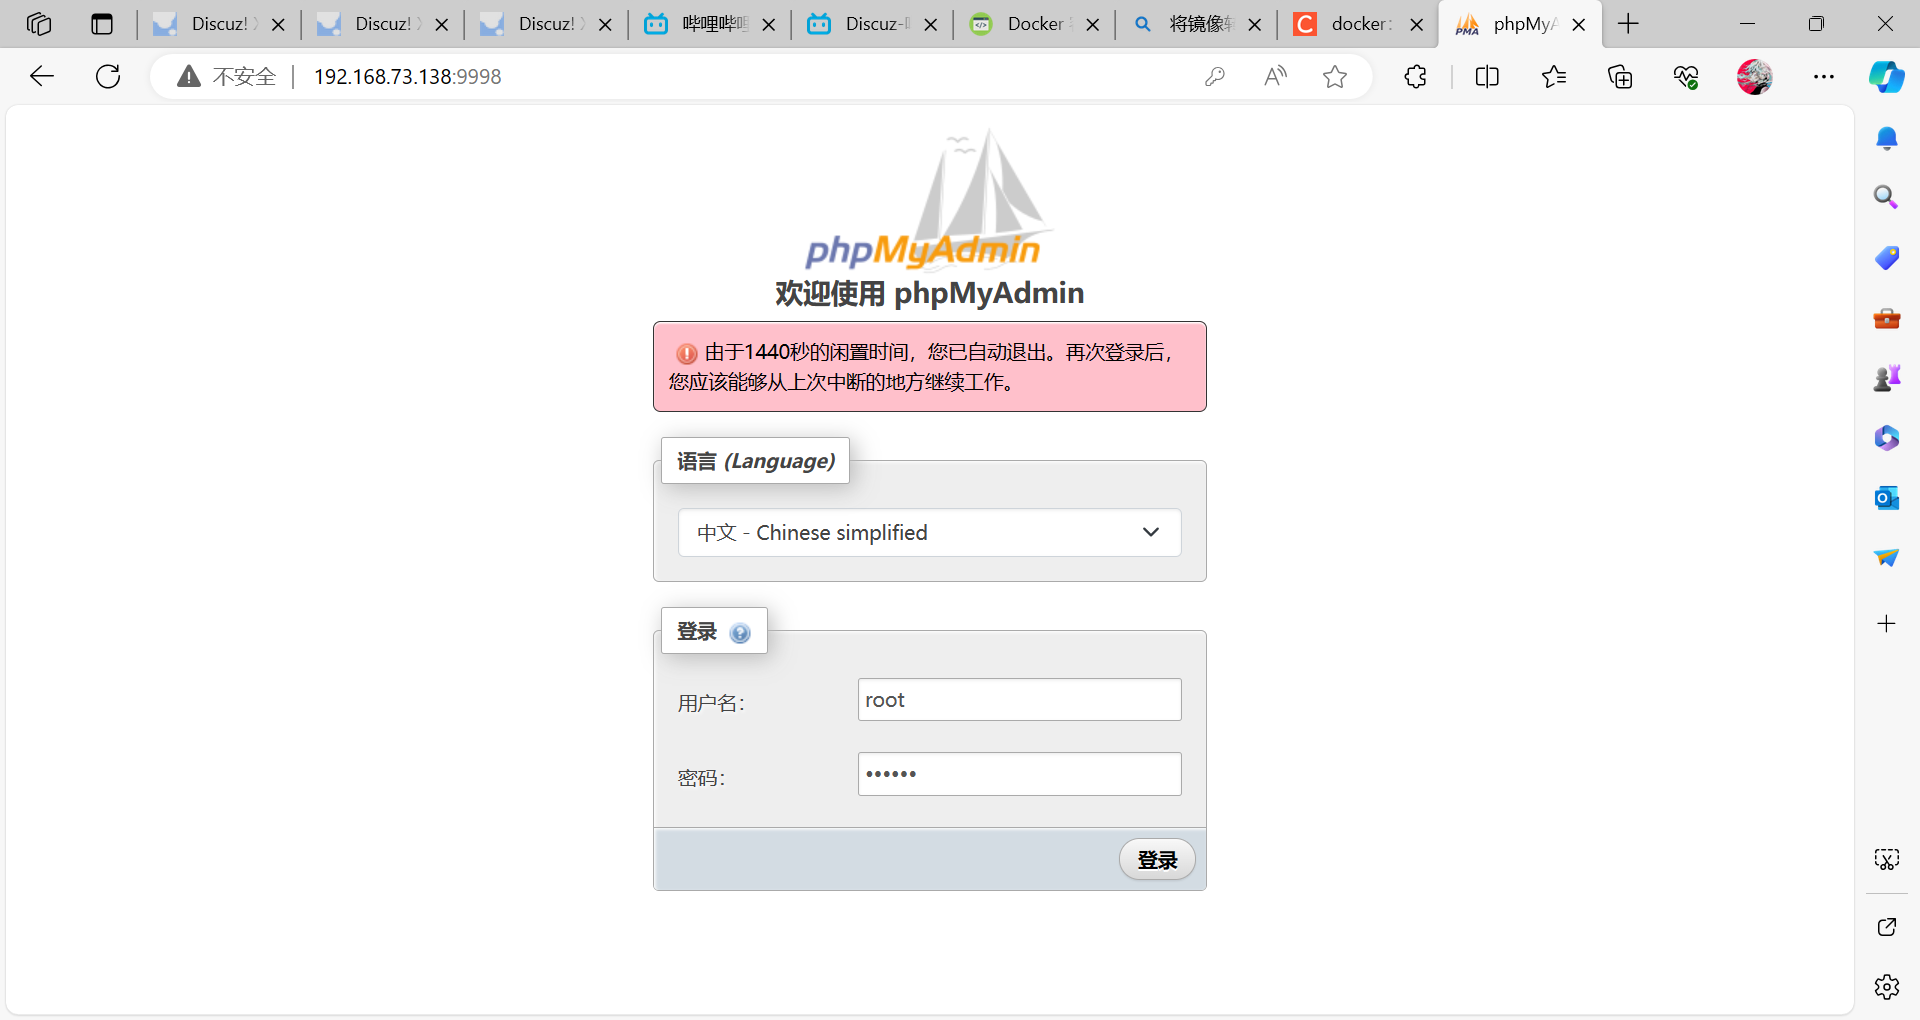 Discuz!
Discuz!
Discuz!
哔哩哔哩
Discuz-
Docker
将镜像
docker:
phpMyA
不安全
192.168.73.138:9998
phpMyAdmin
欢迎使用 phpMyAdmin
由于1440秒的闲置时间，您已自动退出。再次登录后，
您应该能够从上次中断的地方继续工作。
语言 (Language)
中文 - Chinese simplified
登录
用户名：
root
密码：
••••••
登录